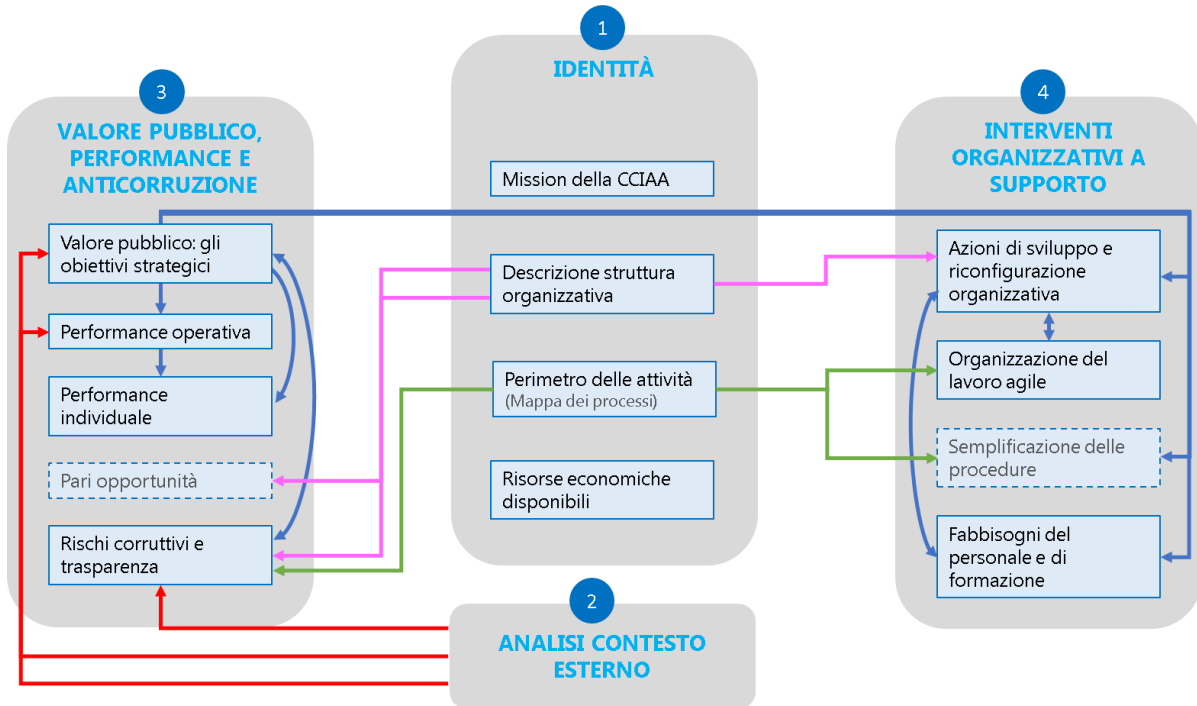 1
IDENTITÀ
Mission della CCIAA
Descrizione struttura
organizzativa
Perimetro delle attività
(Mappa dei processi)
Risorse economiche
disponibili
2
ANALISI CONTESTO
ESTERNO
3
VALORE PUBBLICO,
PERFORMANCE E
ANTICORRUZIONE
Valore pubblico: gli
obiettivi strategici
Performance operativa
Performance
individuale
Pari opportunità
Rischi corruttivi e
trasparenza
4
INTERVENTI
ORGANIZZATIVI A
SUPPORTO
Azioni di sviluppo e
riconfigurazione
organizzativa
Organizzazione del
lavoro agile
Semplificazione delle
procedure
Fabbisogni del
personale e di
formazione